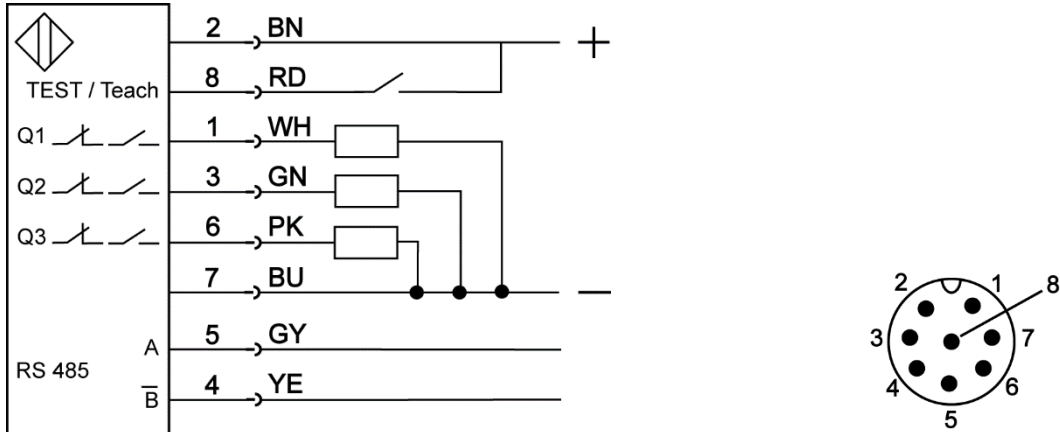 2 BN +
TEST / Teach 8 RD
Q1 1 WH
Q2 3 GN
Q3 6 PK
7 BU −
A 5 GY
RS 485
B̅ 4 YE
2 1 8
3 7
4 6
5